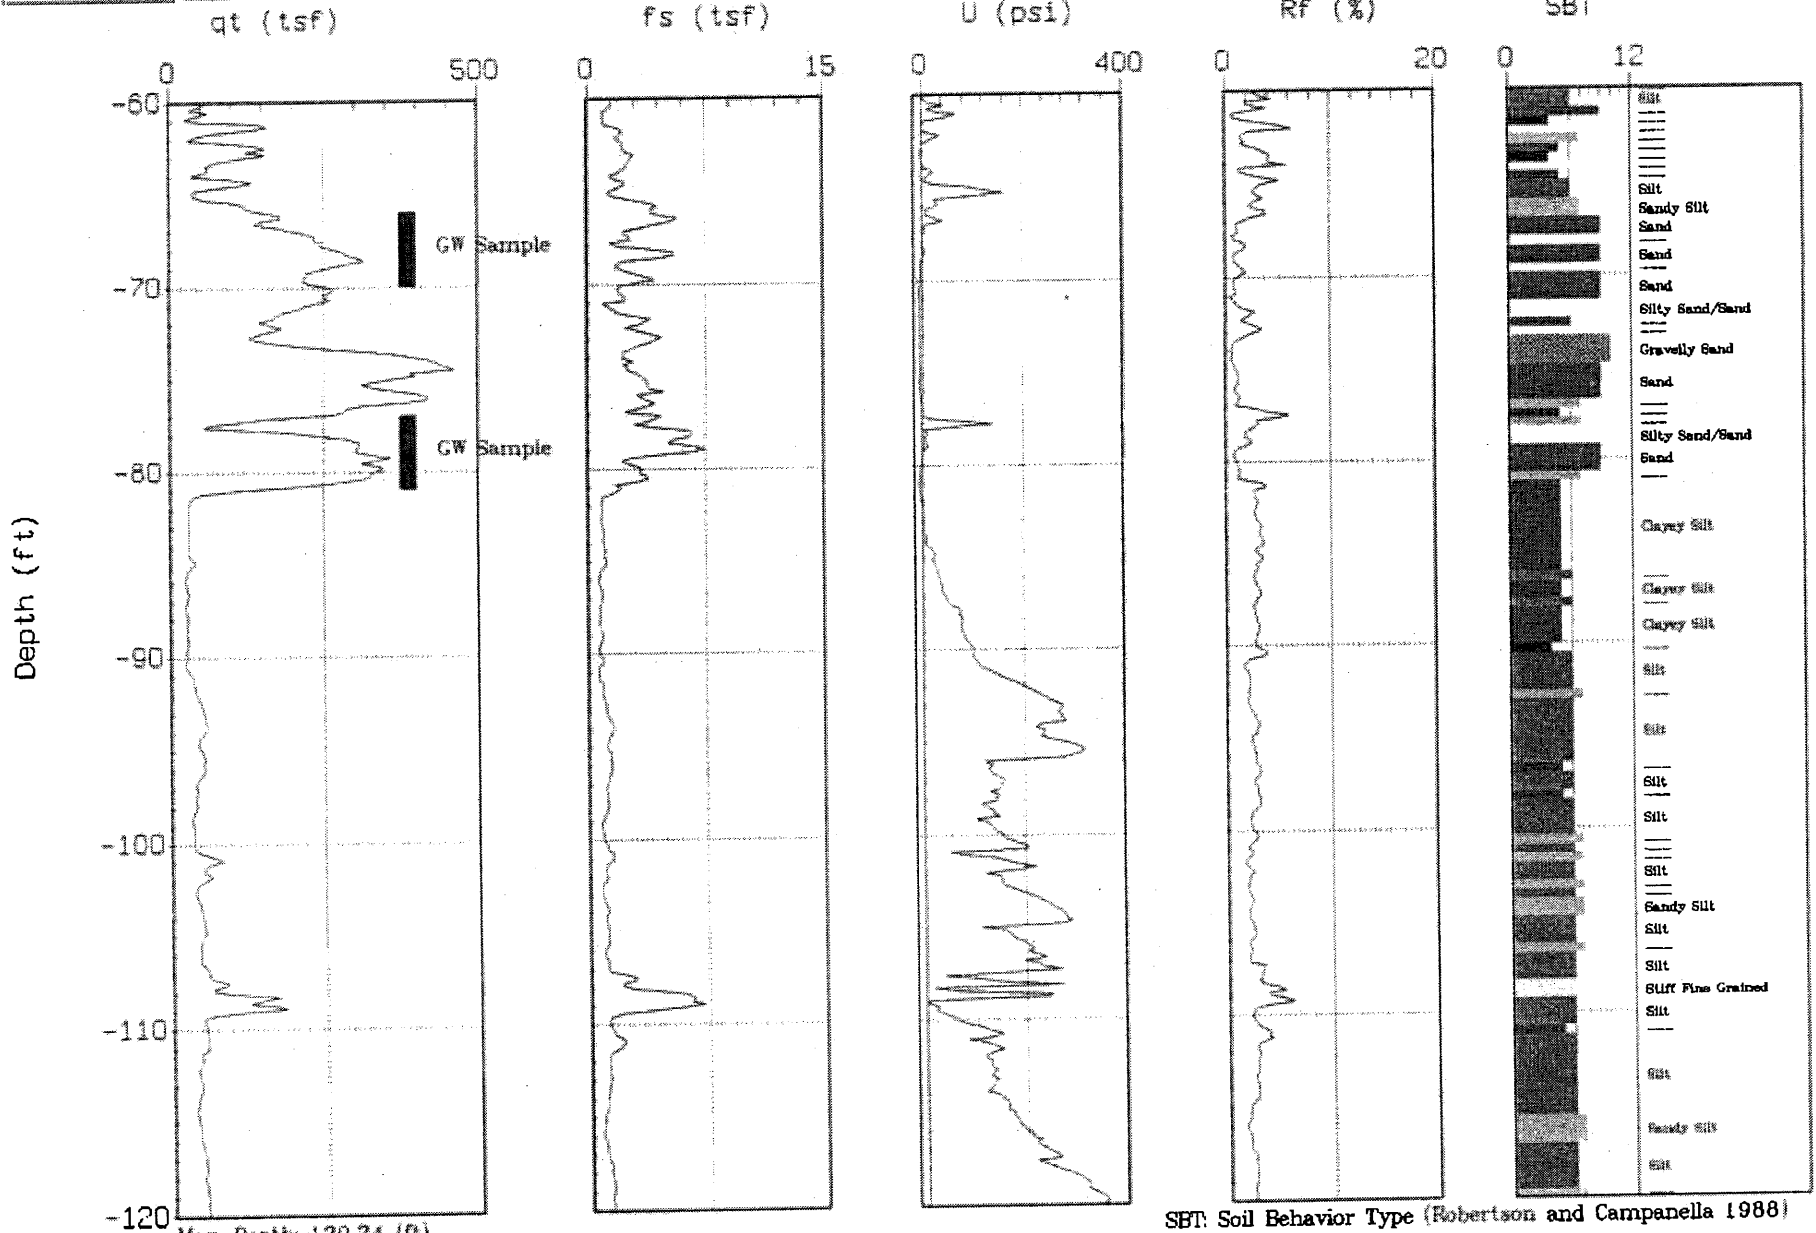 qt (tsf) fs (tsf) U (psi) Rf (%) SBT
0 500 0 15 0 400 0 20 0 12
Depth (ft)
-60
-70
-80
-90
-100
-110
-120
GW Sample
GW Sample
Silt
Silt
Sandy Silt
Sand
Sand
Sand
Silty Sand/Sand
Gravelly Sand
Sand
Silty Sand/Sand
Sand
Clayey Silt
Clayey Silt
Clayey Silt
Silt
Silt
Silt
Silt
Silt
Sandy Silt
Silt
Silt
Stiff Fine Grained
Silt
Silt
Sandy Silt
Silt
SBT: Soil Behavior Type (Robertson and Campanella 1988)